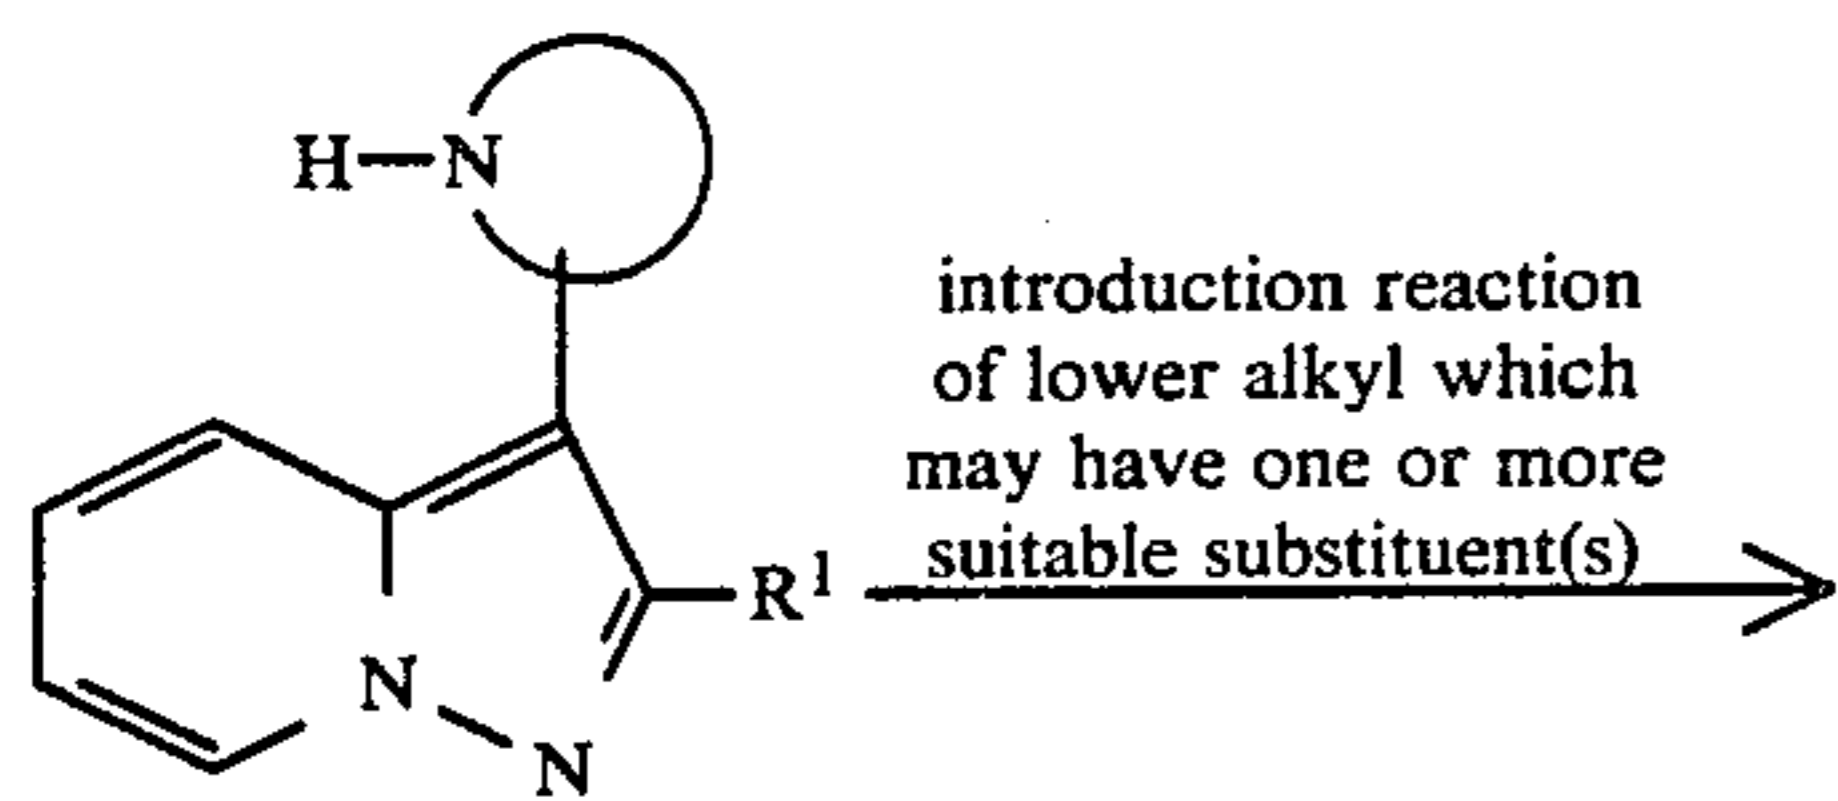 H—N
introduction reaction
of lower alkyl which
may have one or more
suitable substituent(s)
R¹
N
N